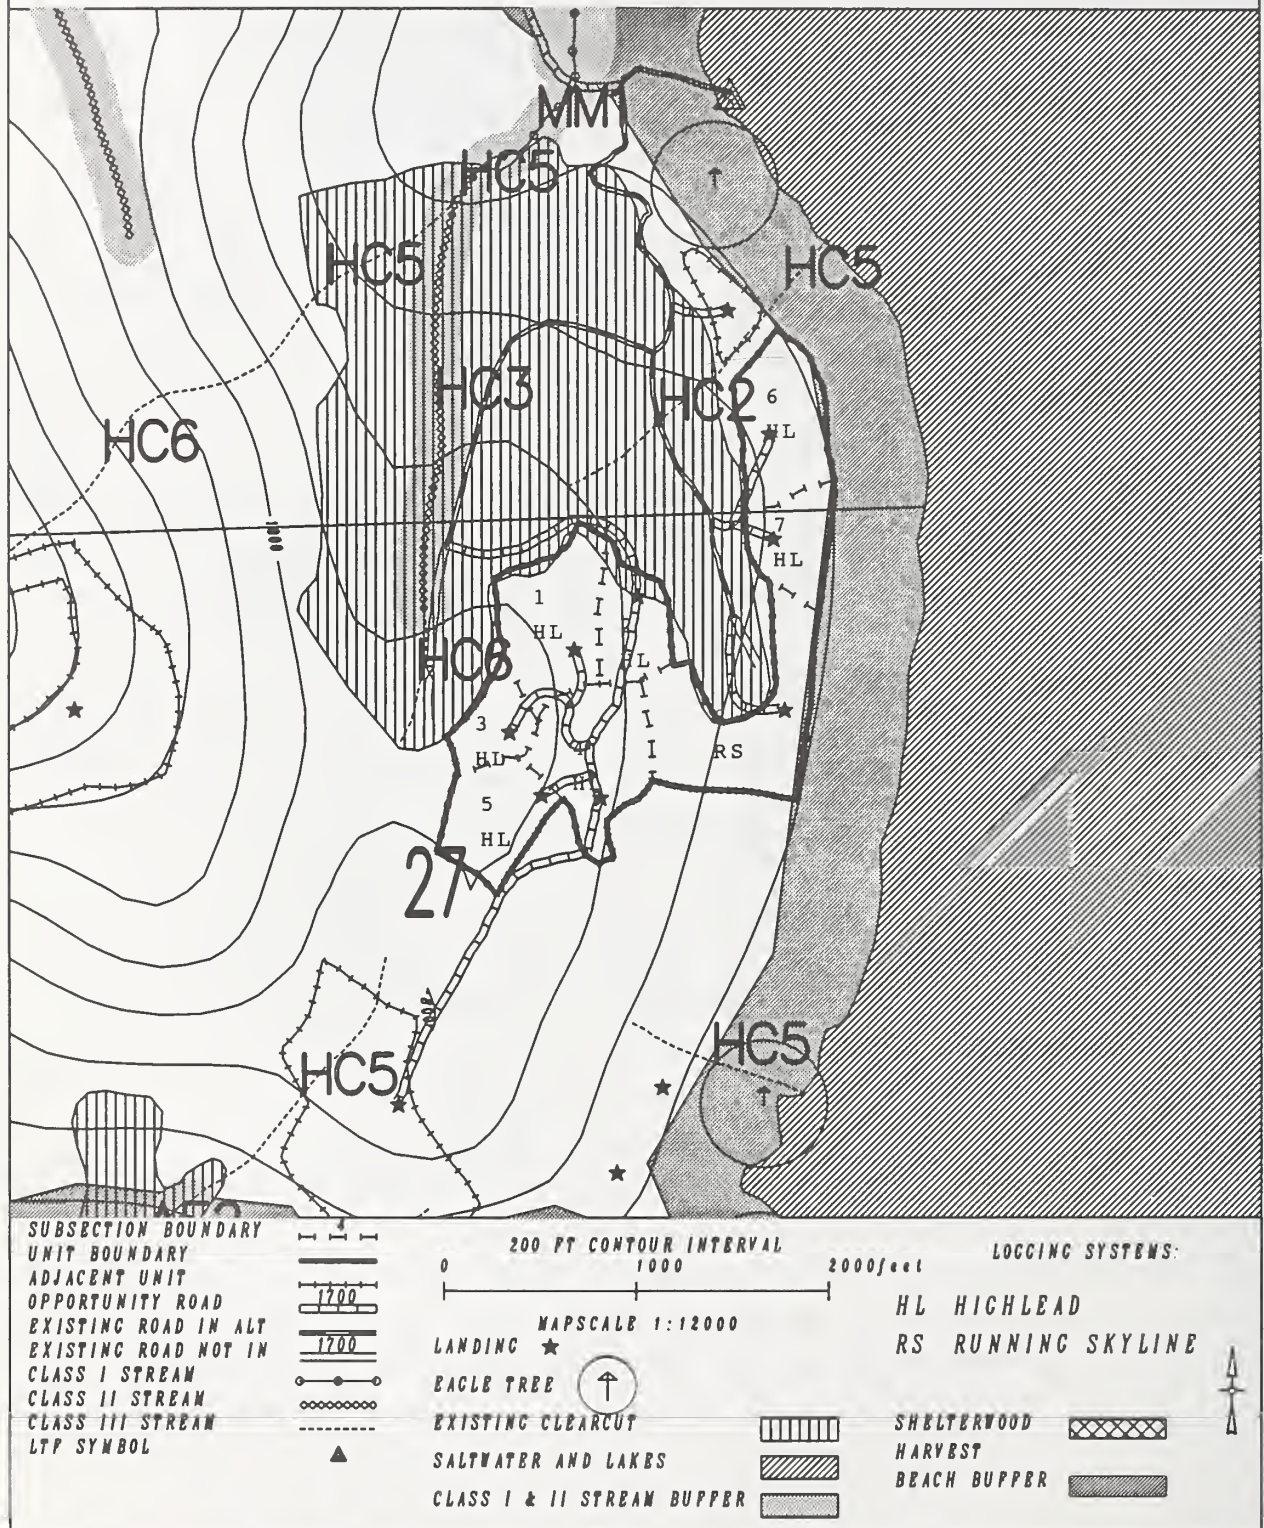 MM1
HC5
HC5
HC5
HC3
HC2
6
HL
HC6
7
HL
1
HL
HL
HC6
3
HL
RS
5
HL
27
HC5
HC5
SUBSECTION BOUNDARY
UNIT BOUNDARY
ADJACENT UNIT
OPPORTUNITY ROAD 1700
EXISTING ROAD IN ALT
EXISTING ROAD NOT IN 1700
CLASS I STREAM
CLASS II STREAM
CLASS III STREAM
LTF SYMBOL
200 FT CONTOUR INTERVAL
0 1000 2000feet
MAPSCALE 1:12000
LANDING
EAGLE TREE
EXISTING CLEARCUT
SALTWATER AND LAKES
CLASS I & II STREAM BUFFER
LOGGING SYSTEMS:
HL HIGHLEAD
RS RUNNING SKYLINE
SHELTERWOOD
HARVEST
BEACH BUFFER